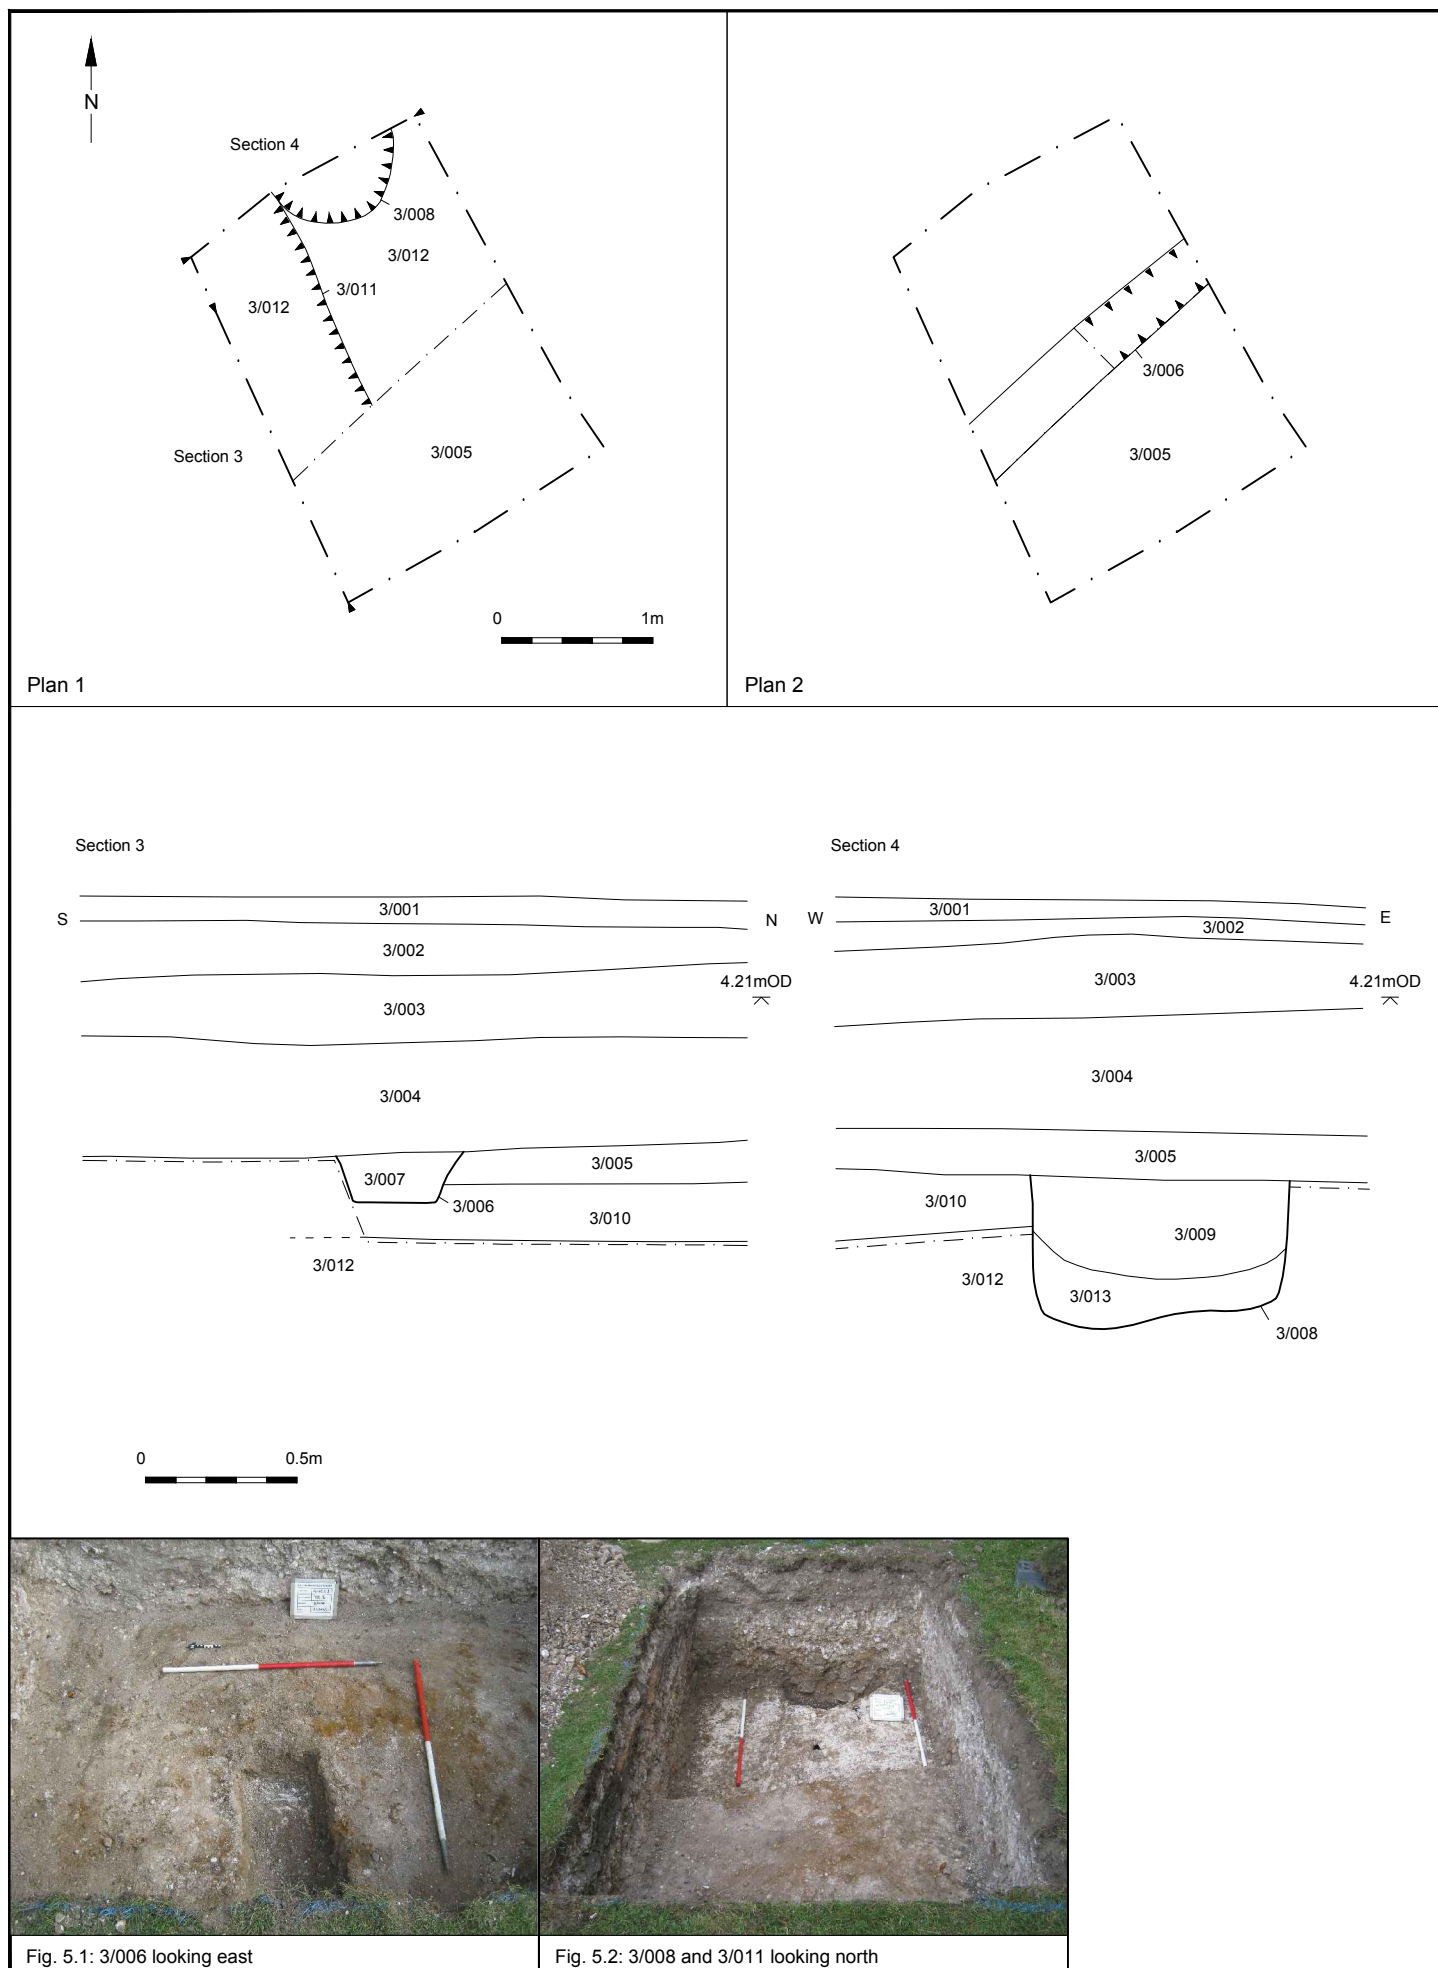 N
Section 4
3/008
3/012
3/011
3/012
3/005
Section 3
0 1m
Plan 1
3/006
3/005
Plan 2
Section 3
S
3/001
N
3/002
4.21mOD
3/003
3/004
3/005
3/007
3/006
3/010
3/012
0 0.5m
Section 4
W
3/001
E
3/002
4.21mOD
3/003
3/004
3/005
3/010
3/009
3/012
3/013
3/008
Fig. 5.1: 3/006 looking east
Fig. 5.2: 3/008 and 3/011 looking north